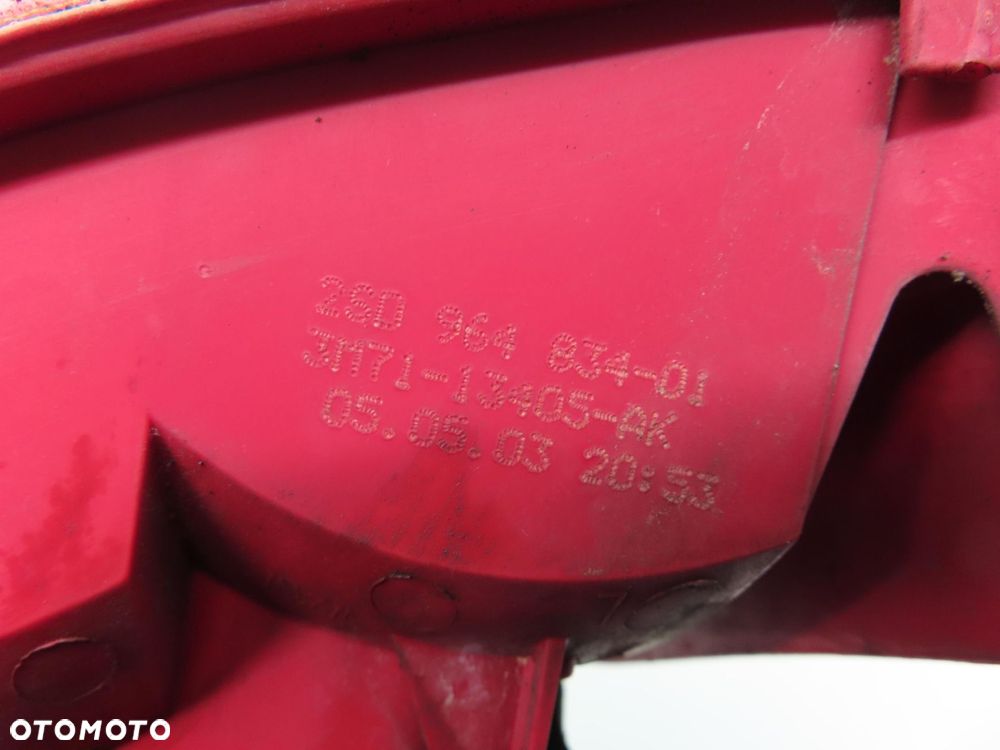 2SD 964 834-01
3M71-13405-AK
05.05.03 20:53
OTOMOTO